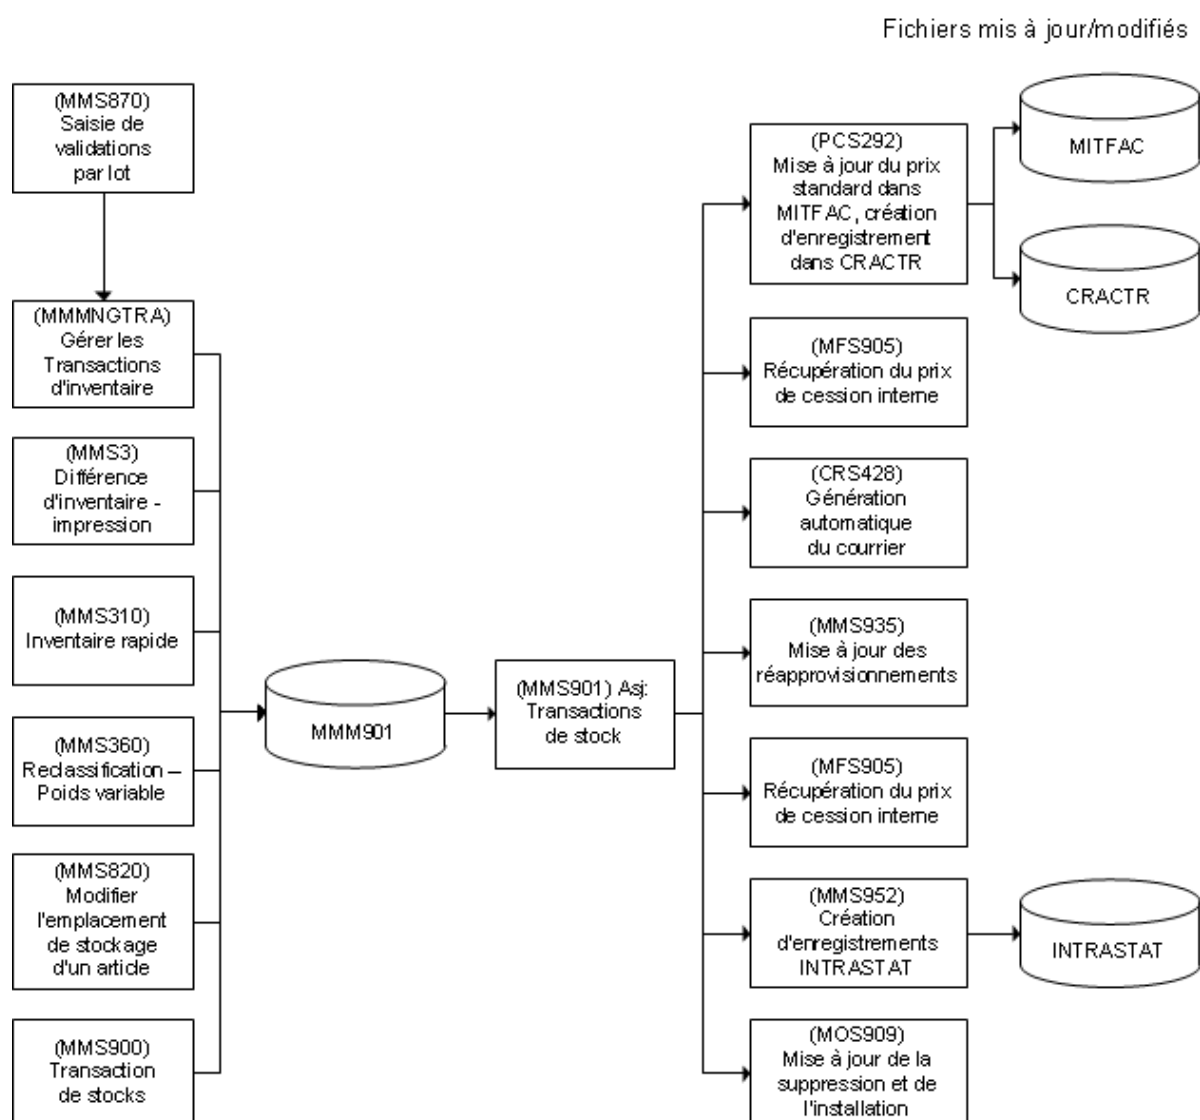 Fichiers mis à jour/modifiés
(MMS870)
Saisie de
validations
par lot
(MMMNGTRA)
Gérer les
Transactions
d'inventaire
(MMS3)
Différence
d'inventaire -
impression
(MMS310)
Inventaire rapide
(MMS360)
Reclassification –
Poids variable
(MMS820)
Modifier
l'emplacement
de stockage
d'un article
(MMS900)
Transaction
de stocks
MMM901
(MMS901) Asj:
Transactions
de stock
(PCS292)
Mise à jour du prix
standard dans
MITFAC, création
d'enregistrement
dans CRACTR
(MFS905)
Récupération du prix
de cession interne
(CRS428)
Génération
automatique
du courrier
(MMS935)
Mise à jour des
réapprovisionnements
(MFS905)
Récupération du prix
de cession interne
(MMS952)
Création
d'enregistrements
INTRASTAT
(MOS909)
Mise à jour de la
suppression et de
l'installation
MITFAC
CRACTR
INTRASTAT